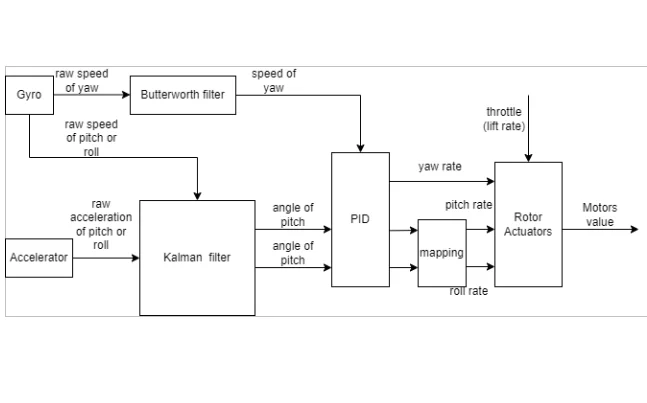 raw speed
of yaw
speed of
yaw
Gyro
Butterworth filter
throttle
(lift rate)
raw speed
of pitch or
roll
yaw rate
raw
acceleration
of pitch or
roll
angle of
pitch
pitch rate
PID
Rotor
Actuators
Motors
value
angle of
pitch
mapping
Accelerator
Kalman filter
roll rate